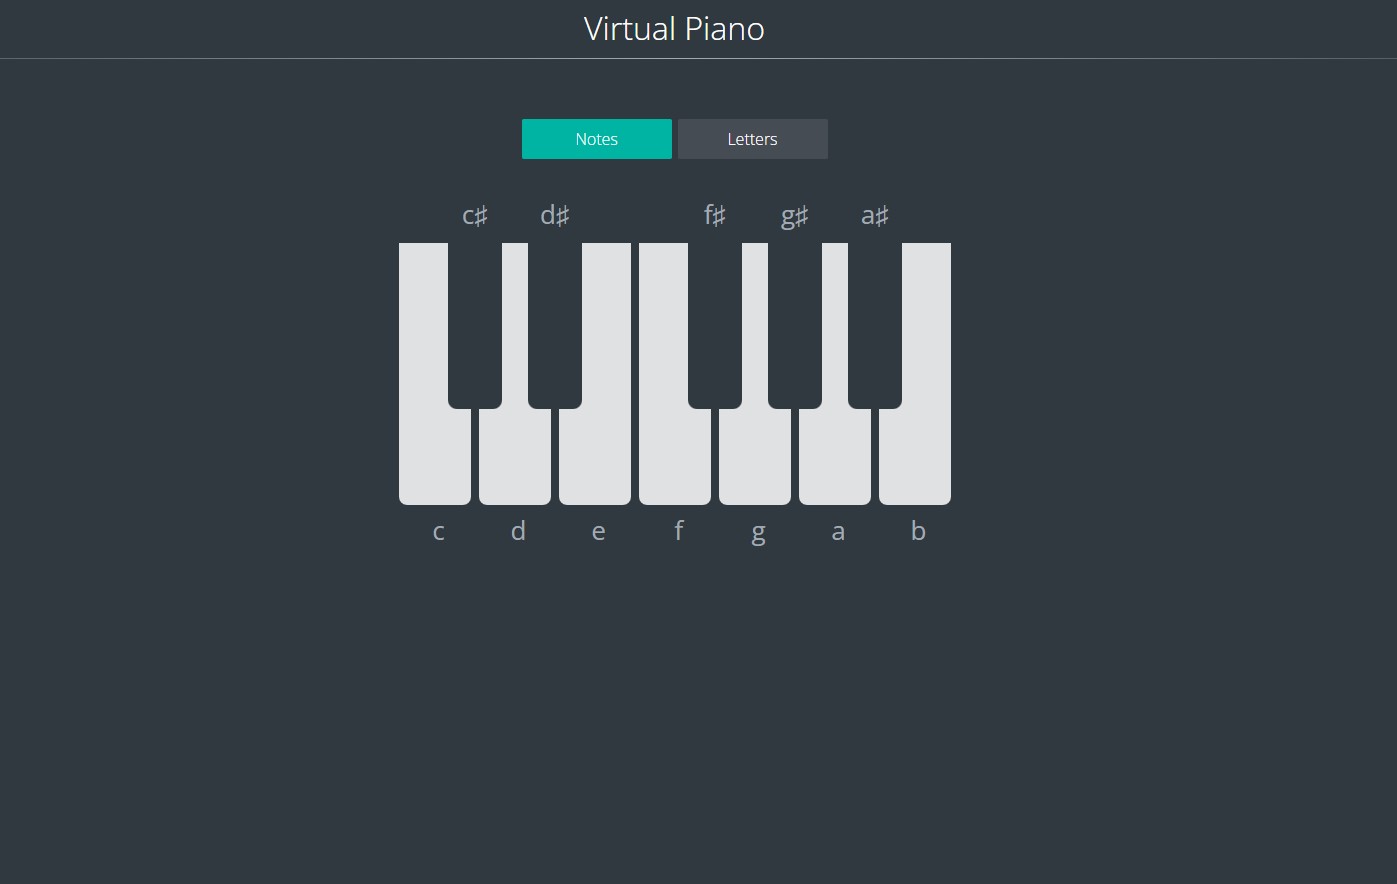 Virtual Piano
Notes Letters
c♯ d♯ f♯ g♯ a♯
c d e f g a b